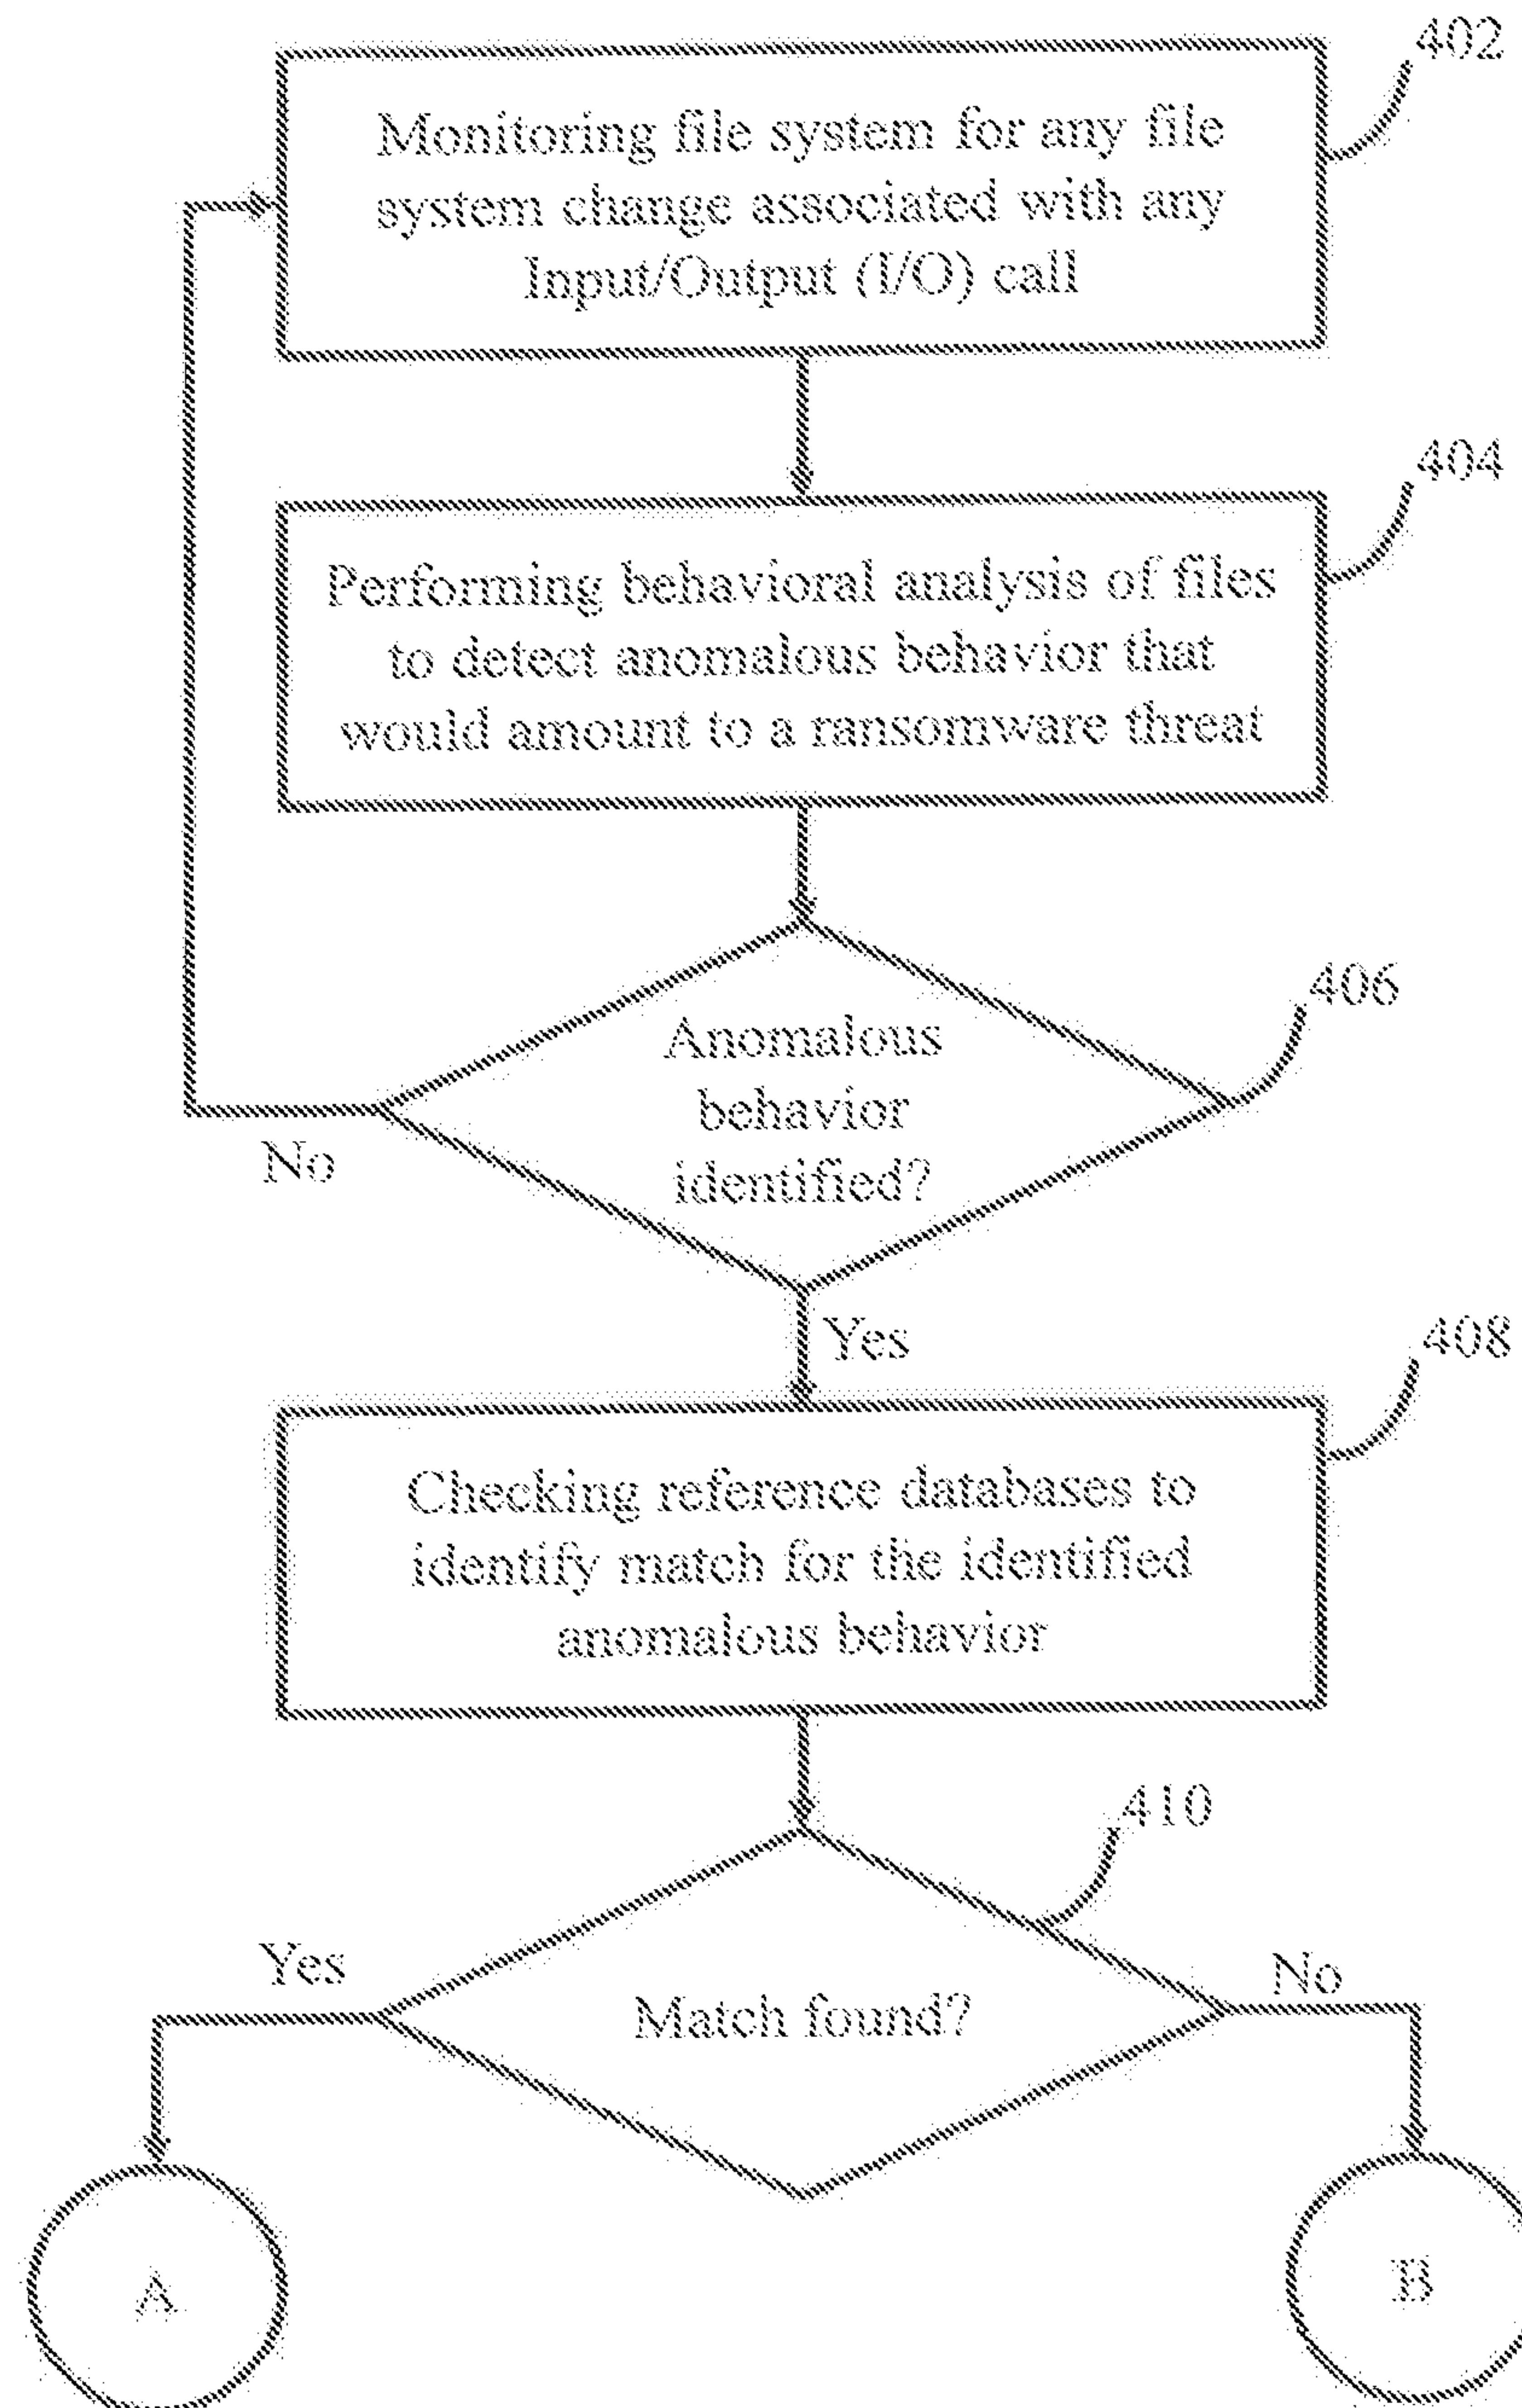 402
Monitoring file system for any file
system change associated with any
Input/Output (I/O) call
404
Performing behavioral analysis of files
to detect anomalous behavior that
would amount to a ransomware threat
406
Anomalous
behavior
identified?
No
Yes
408
Checking reference databases to
identify match for the identified
anomalous behavior
410
Yes
No
Match found?
A
B